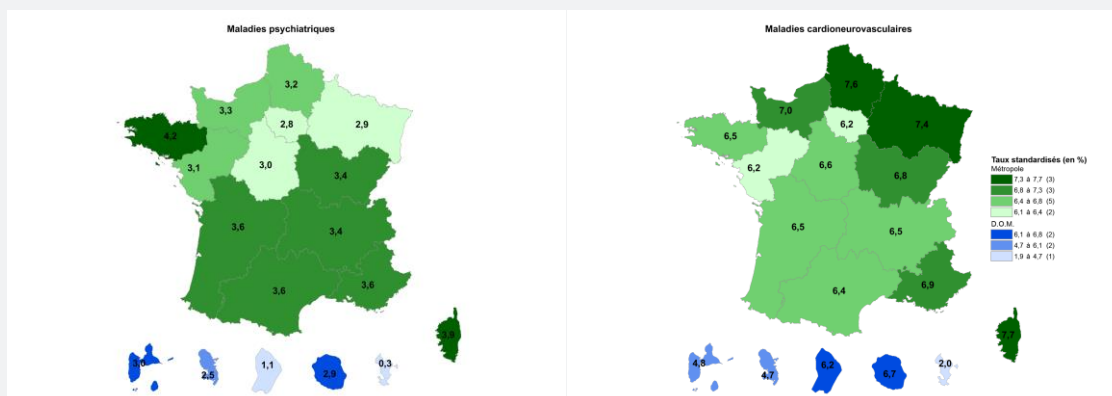 Maladies psychiatriques
3,2
3,3
2,8
2,9
4,2
3,1
3,0
3,4
3,6
3,4
3,6
3,6
3,0
2,5
1,1
2,9
0,3
Maladies cardioneurovasculaires
7,6
7,0
6,2
7,4
6,5
6,2
6,6
6,8
6,5
6,5
6,4
6,9
7,7
4,8
4,7
6,2
6,7
2,0
Taux standardisés (en %)
Métropole
7,3 à 7,7 (3)
6,8 à 7,3 (3)
6,4 à 6,8 (5)
6,1 à 6,4 (2)
D.O.M.
6,1 à 6,8 (2)
4,7 à 6,1 (2)
1,9 à 4,7 (1)